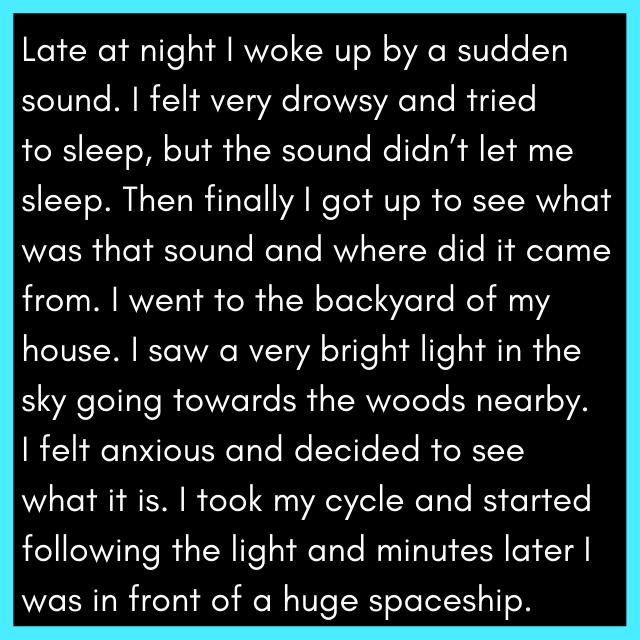 Late at night I woke up by a sudden
sound. I felt very drowsy and tried
to sleep, but the sound didn’t let me
sleep. Then finally I got up to see what
was that sound and where did it came
from. I went to the backyard of my
house. I saw a very bright light in the
sky going towards the woods nearby.
I felt anxious and decided to see
what it is. I took my cycle and started
following the light and minutes later I
was in front of a huge spaceship.